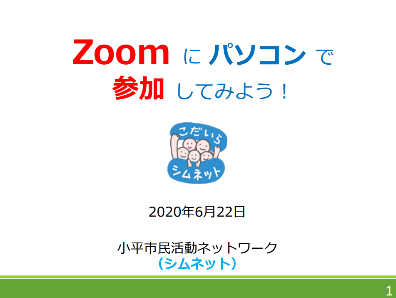 Zoom に パソコン で
参加 してみよう！
こだいら
シムネット
2020年6月22日
小平市民活動ネットワーク
（シムネット）
1